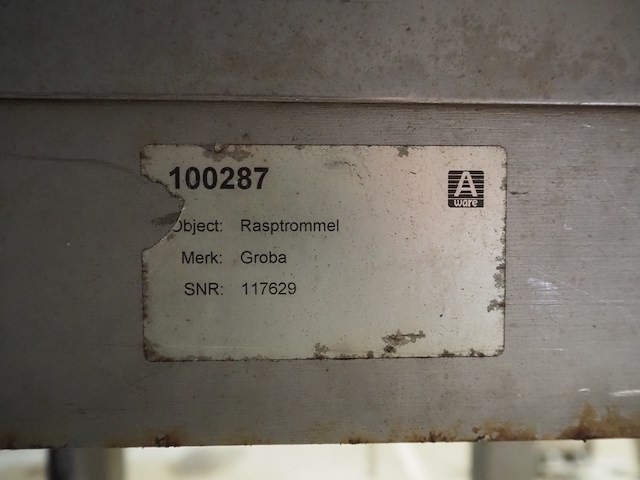 100287
A
ware
Object: Rasptrommel
Merk: Groba
SNR: 117629